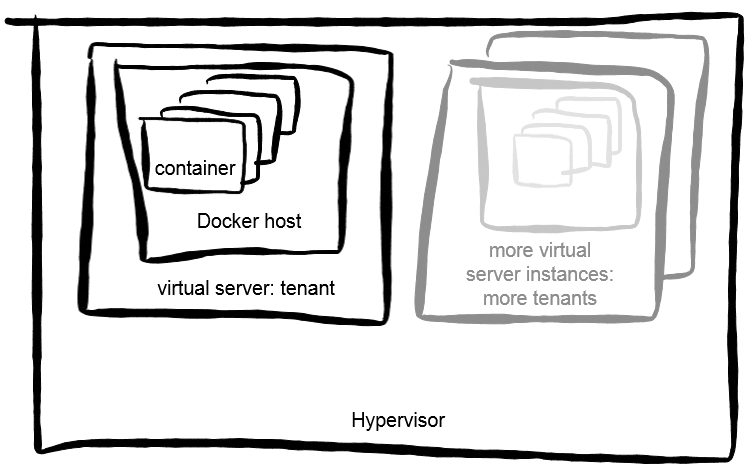 container
Docker host
virtual server: tenant
more virtual
server instances:
more tenants
Hypervisor